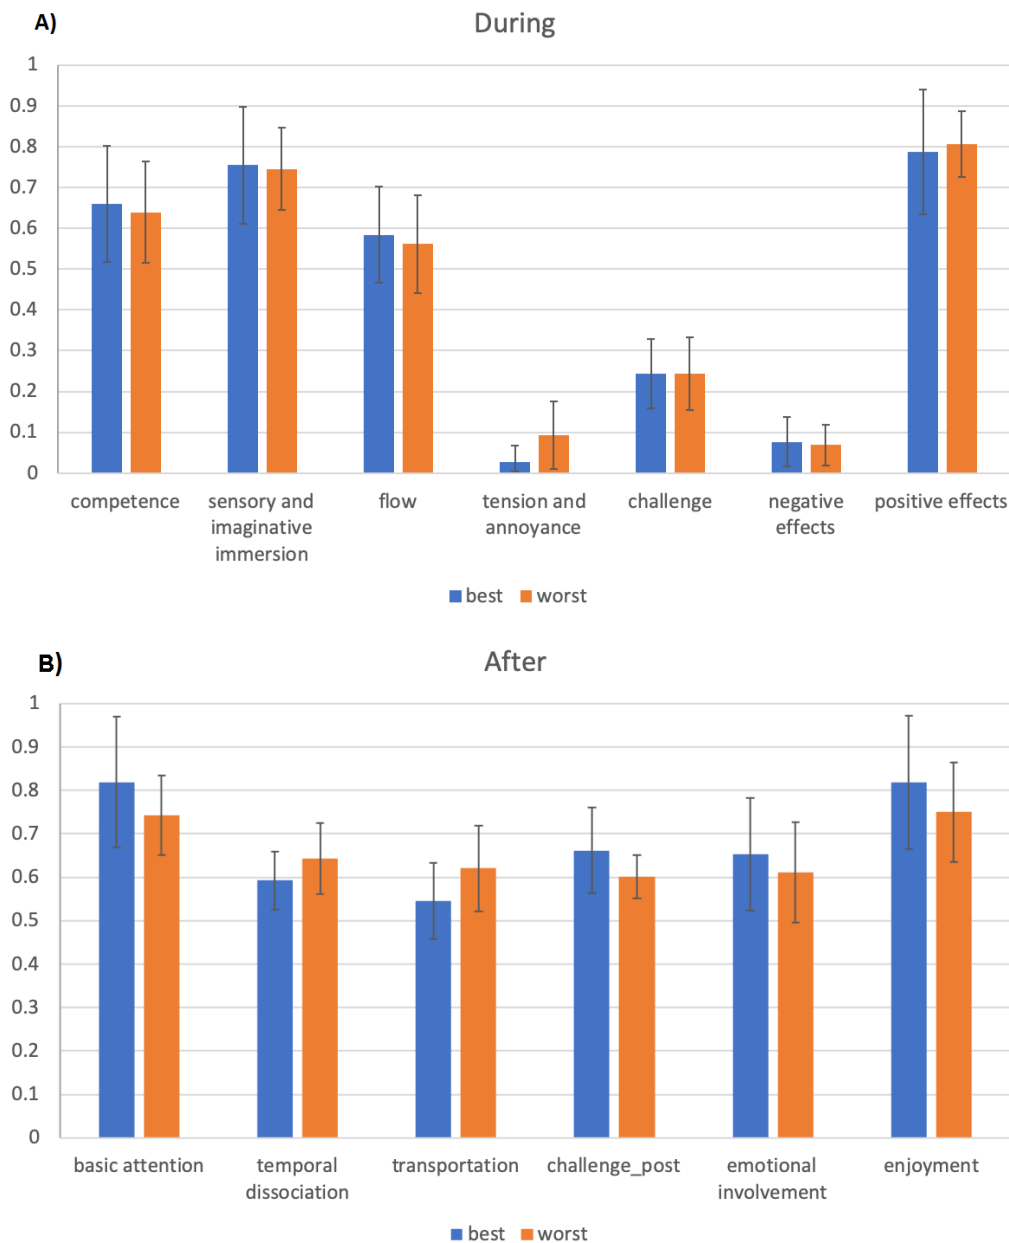 A)
During
1
0.9
0.8
0.7
0.6
0.5
0.4
0.3
0.2
0.1
0
competence
sensory and
imaginative
immersion
flow
tension and
annoyance
challenge
negative
effects
positive effects
best worst
B)
After
1
0.9
0.8
0.7
0.6
0.5
0.4
0.3
0.2
0.1
0
basic attention
temporal
dissociation
transportation
challenge_post
emotional
involvement
enjoyment
best worst